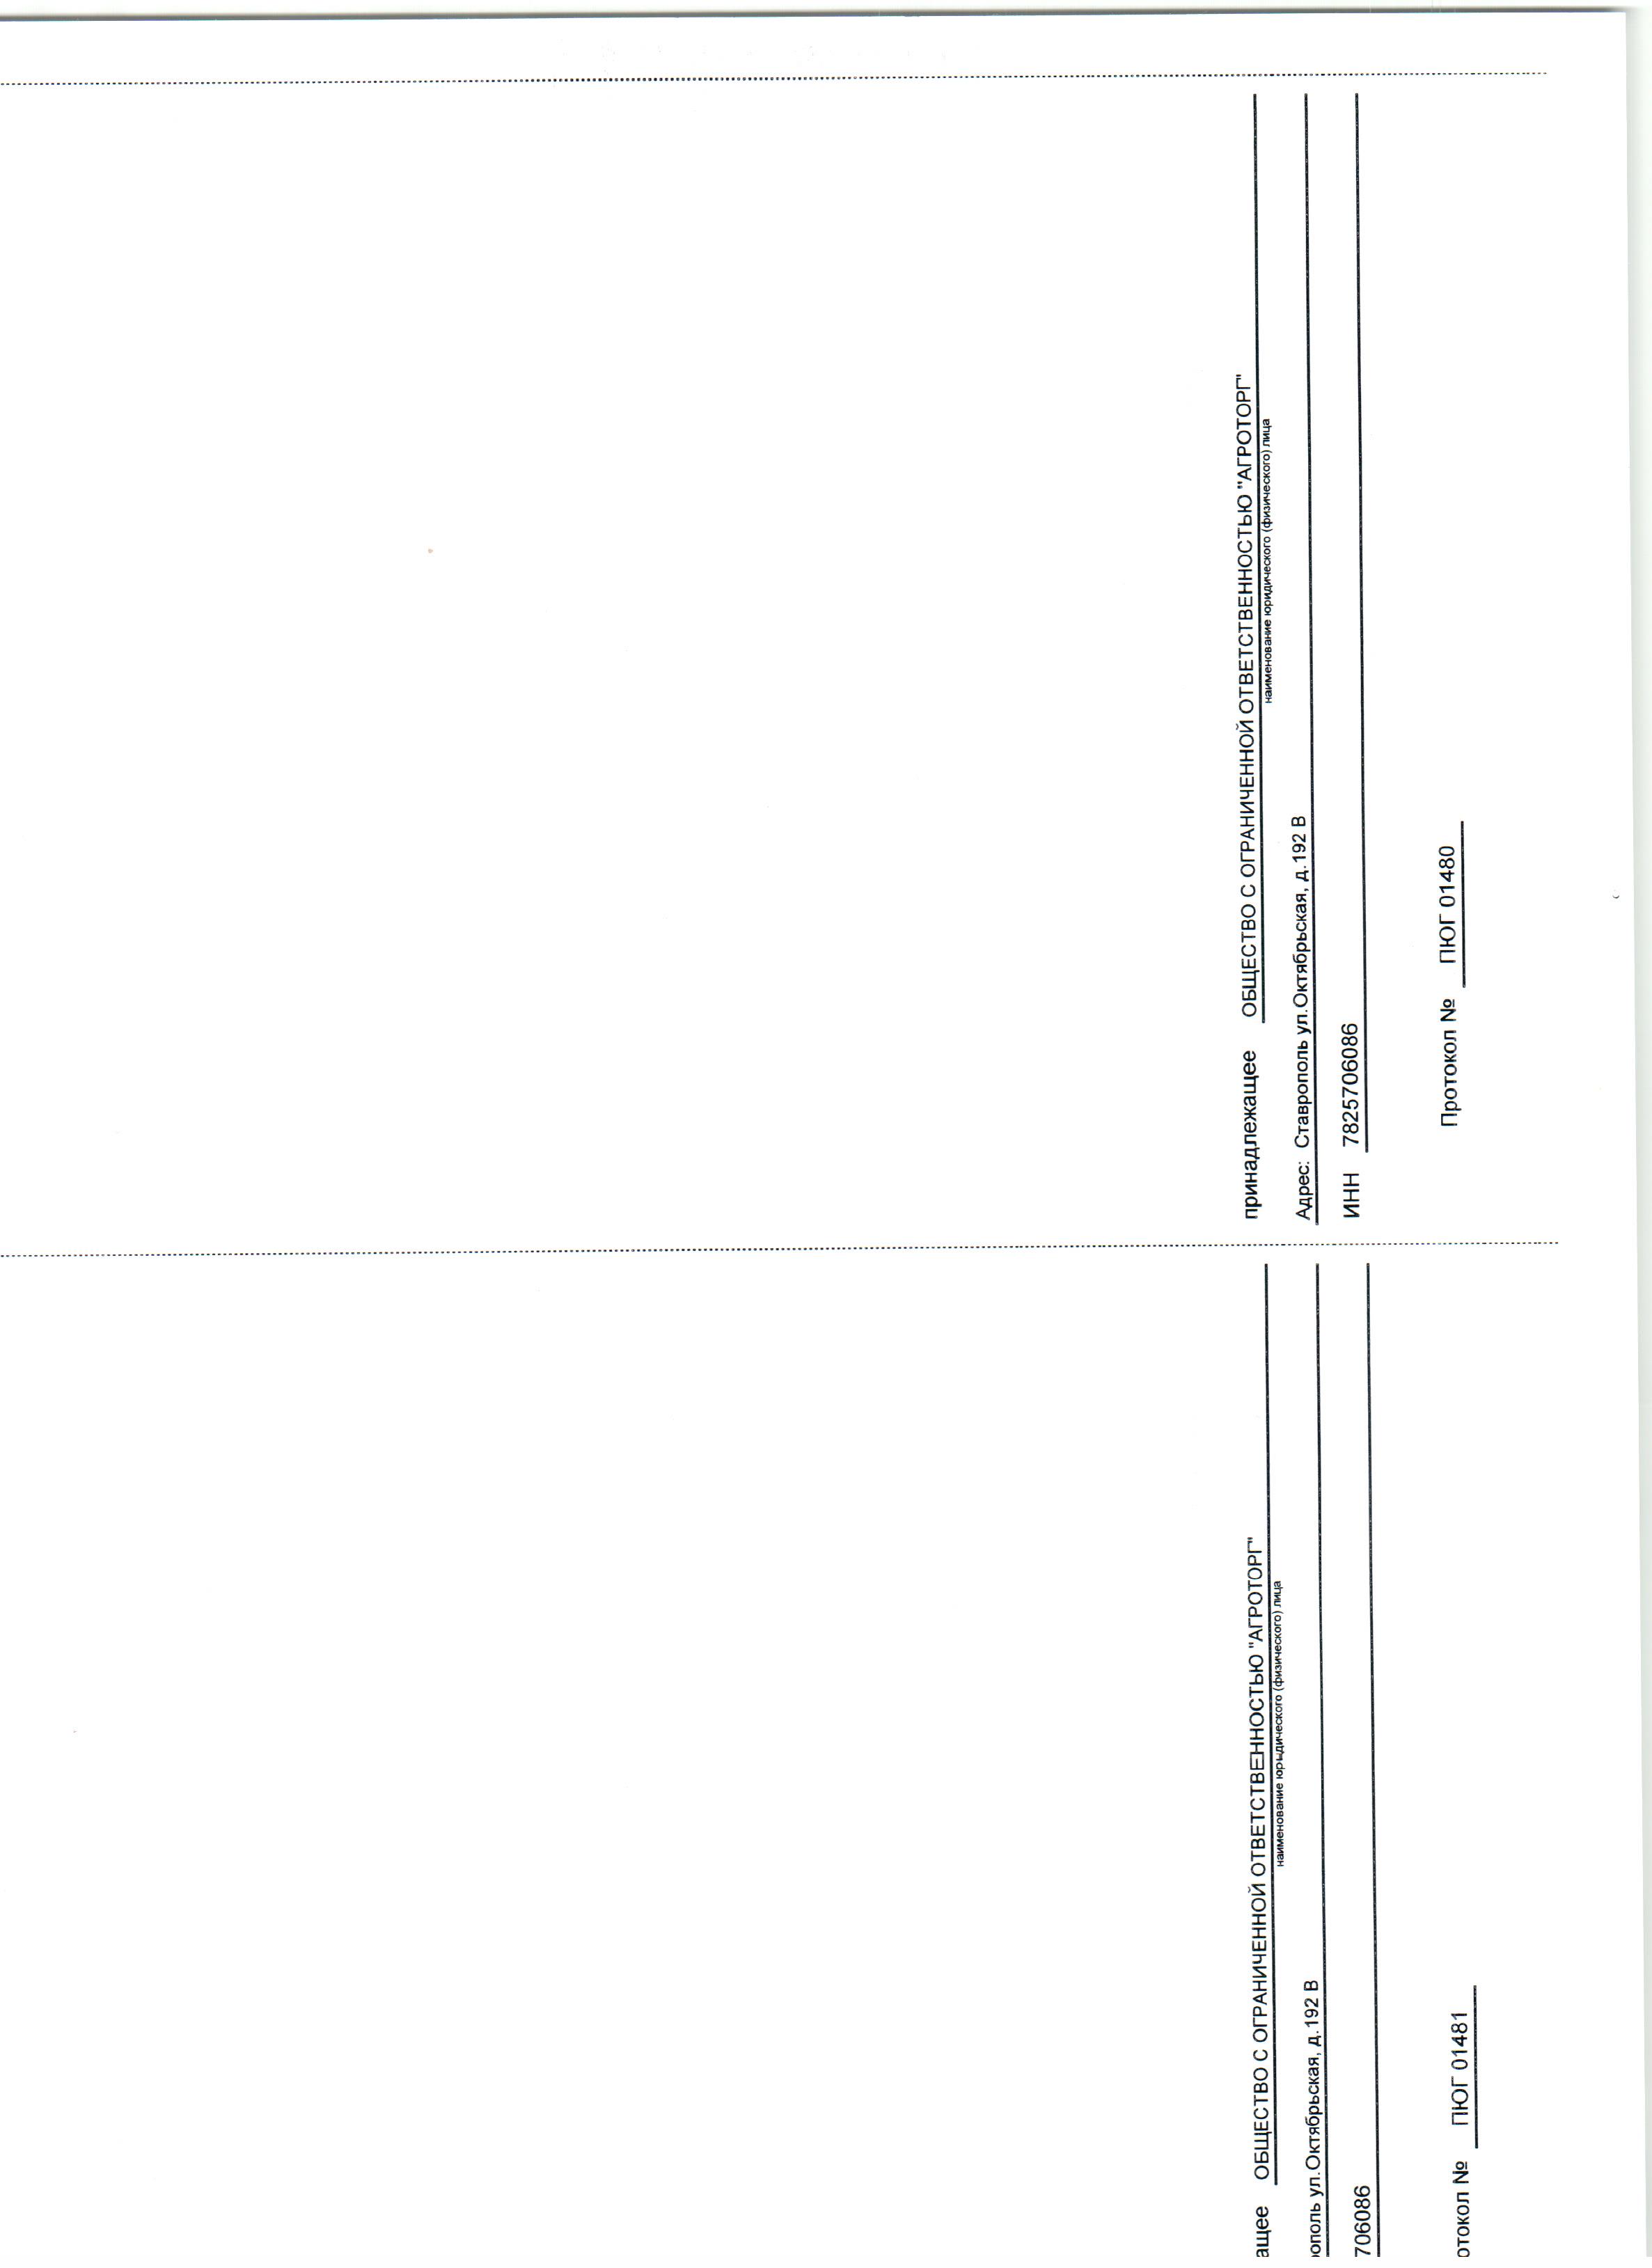 ащее ОБЩЕСТВО С ОГРАНИЧЕННОЙ ОТВЕТСТВЕННОСТЬЮ "АГРОТОРГ"
наименование юридического (физического) лица
ополь ул.Октябрьская, д.192 В
706086
отокол № ПЮГ 01481
принадлежащее ОБЩЕСТВО С ОГРАНИЧЕННОЙ ОТВЕТСТВЕННОСТЬЮ "АГРОТОРГ"
наименование юридического (физического) лица
Адрес: Ставрополь ул.Октябрьская, д.192 В
ИНН 7825706086
Протокол № ПЮГ 01480